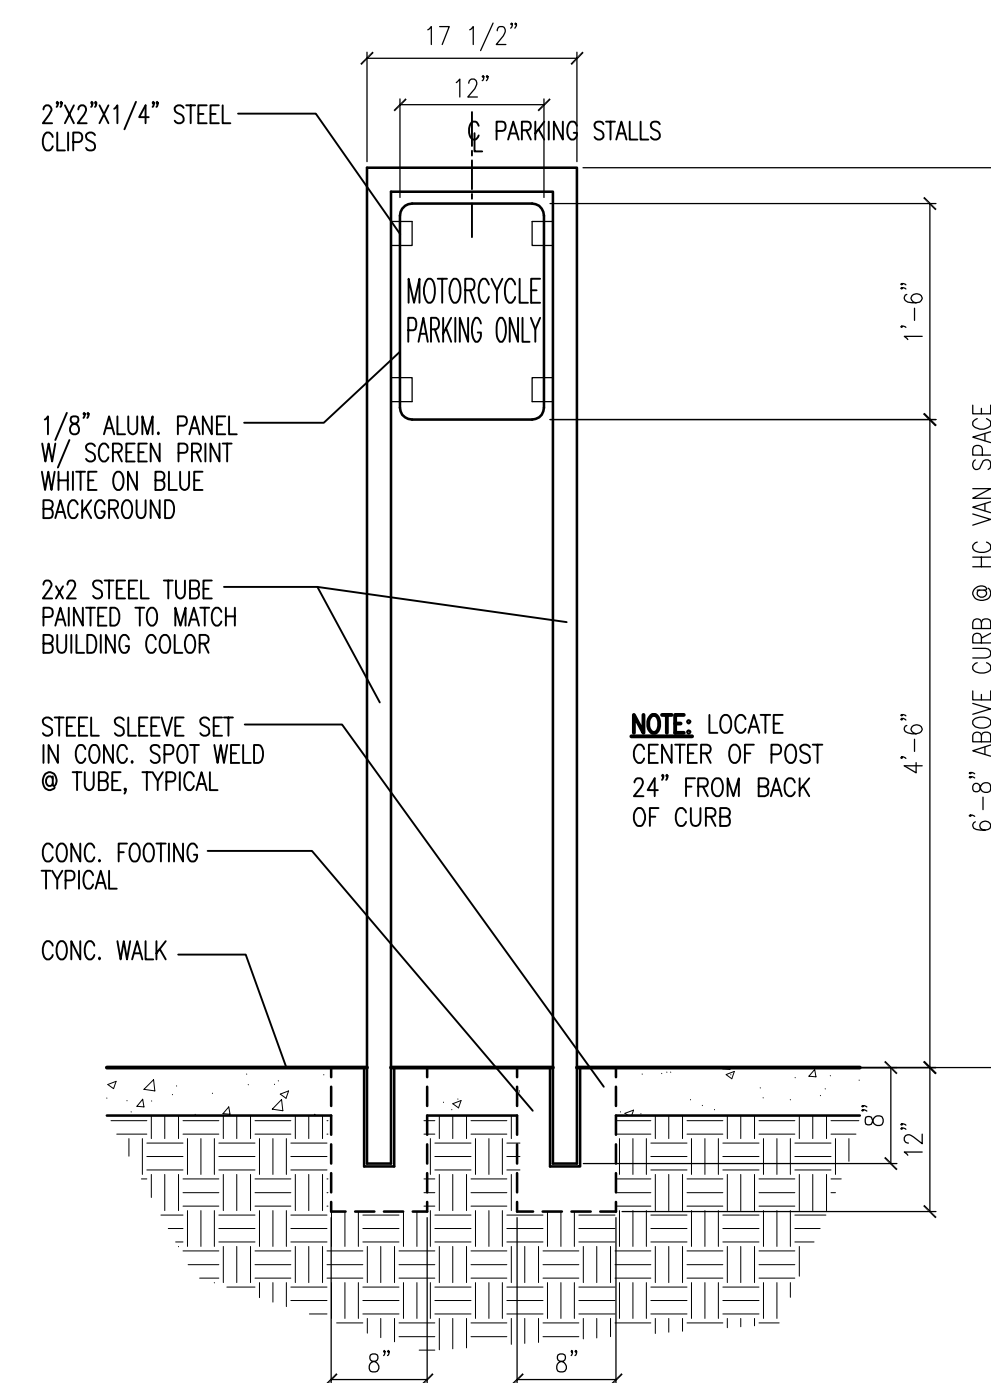 17 1/2"
12"
℄ PARKING STALLS
2"X2"X1/4" STEEL
CLIPS
MOTORCYCLE
PARKING ONLY
1'-6"
1/8" ALUM. PANEL
W/ SCREEN PRINT
WHITE ON BLUE
BACKGROUND
6'-8" ABOVE CURB @ HC VAN SPACE
2x2 STEEL TUBE
PAINTED TO MATCH
BUILDING COLOR
4'-6"
STEEL SLEEVE SET
IN CONC. SPOT WELD
@ TUBE, TYPICAL
NOTE: LOCATE
CENTER OF POST
24" FROM BACK
OF CURB
CONC. FOOTING
TYPICAL
CONC. WALK
8"
12"
8"
8"